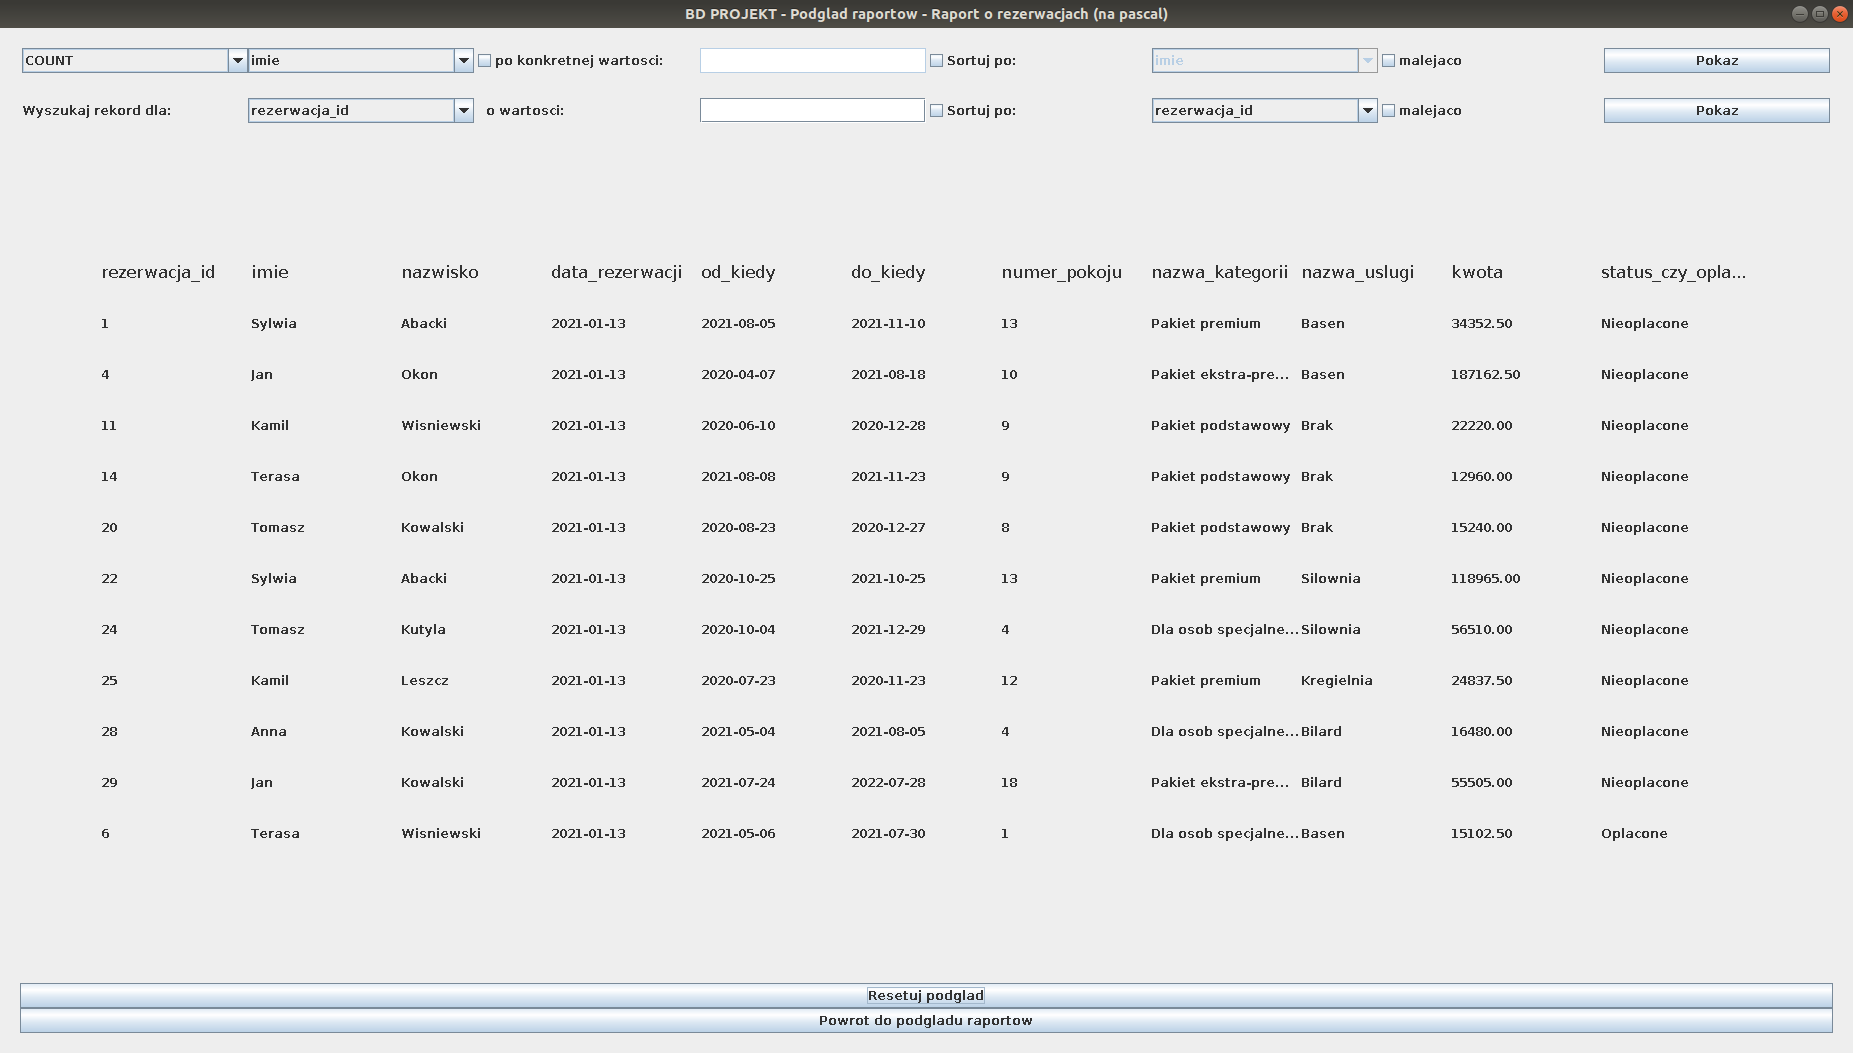 BD PROJEKT - Podglad raportow - Raport o rezerwacjach (na pascal)
COUNT imie po konkretnej wartosci: Sortuj po: imie malejaco Pokaz
Wyszukaj rekord dla: rezerwacja_id o wartosci: Sortuj po: rezerwacja_id malejaco Pokaz
rezerwacja_id imie nazwisko data_rezerwacji od_kiedy do_kiedy numer_pokoju nazwa_kategorii nazwa_uslugi kwota status_czy_opla...
1 Sylwia Abacki 2021-01-13 2021-08-05 2021-11-10 13 Pakiet premium Basen 34352.50 Nieoplacone
4 Jan Okon 2021-01-13 2020-04-07 2021-08-18 10 Pakiet ekstra-pre... Basen 187162.50 Nieoplacone
11 Kamil Wisniewski 2021-01-13 2020-06-10 2020-12-28 9 Pakiet podstawowy Brak 22220.00 Nieoplacone
14 Terasa Okon 2021-01-13 2021-08-08 2021-11-23 9 Pakiet podstawowy Brak 12960.00 Nieoplacone
20 Tomasz Kowalski 2021-01-13 2020-08-23 2020-12-27 8 Pakiet podstawowy Brak 15240.00 Nieoplacone
22 Sylwia Abacki 2021-01-13 2020-10-25 2021-10-25 13 Pakiet premium Silownia 118965.00 Nieoplacone
24 Tomasz Kutyla 2021-01-13 2020-10-04 2021-12-29 4 Dla osob specjalne... Silownia 56510.00 Nieoplacone
25 Kamil Leszcz 2021-01-13 2020-07-23 2020-11-23 12 Pakiet premium Kregielnia 24837.50 Nieoplacone
28 Anna Kowalski 2021-01-13 2021-05-04 2021-08-05 4 Dla osob specjalne... Bilard 16480.00 Nieoplacone
29 Jan Kowalski 2021-01-13 2021-07-24 2022-07-28 18 Pakiet ekstra-pre... Bilard 55505.00 Nieoplacone
6 Terasa Wisniewski 2021-01-13 2021-05-06 2021-07-30 1 Dla osob specjalne... Basen 15102.50 Oplacone
Resetuj podglad
Powrot do podgladu raportow